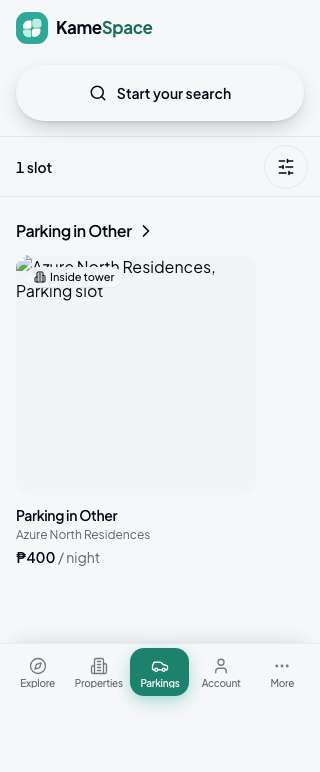 KameSpace
Start your search
1 slot
Parking in Other
Azure North Residences,
Inside tower
Parking slot
Parking in Other
Azure North Residences
₱400 / night
Explore
Properties
Parkings
Account
More